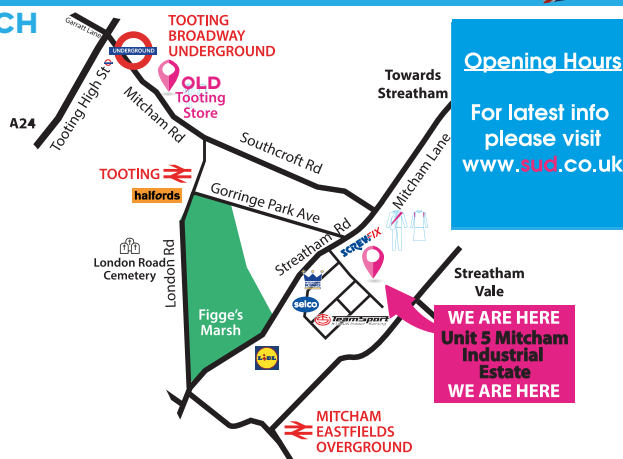 CH
Garratt Lane
UNDERGROUND
TOOTING
BROADWAY
UNDERGROUND
Tooting High St
A24
OLD
Tooting
Store
Mitcham Rd
Southcroft Rd
Towards
Streatham
Mitcham Lane
Opening Hours
For latest info
please visit
www.sud.co.uk
TOOTING
halfords
Gorringe Park Ave
Streatham Rd
SCREWFIX
London Road
Cemetery
London Rd
Figge's
Marsh
selco
TeamSport
LIDL
Streatham
Vale
WE ARE HERE
Unit 5 Mitcham
Industrial
Estate
WE ARE HERE
MITCHAM
EASTFIELDS
OVERGROUND